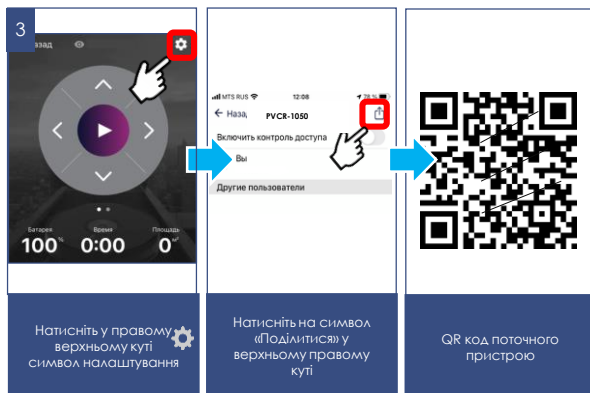 3
азад
100%
Батарея
Время
Площадь
0:00
0 м²
Натисніть у правому
верхньому куті
символ налаштування
MTS RUS 12:08 76 %
← Наза,
PVCR-1050
Включить контроль доступа
Вы
Другие пользователи
Натисніть на символ
«Поділитися» у
верхньому правому
куті
QR код поточного
пристрою